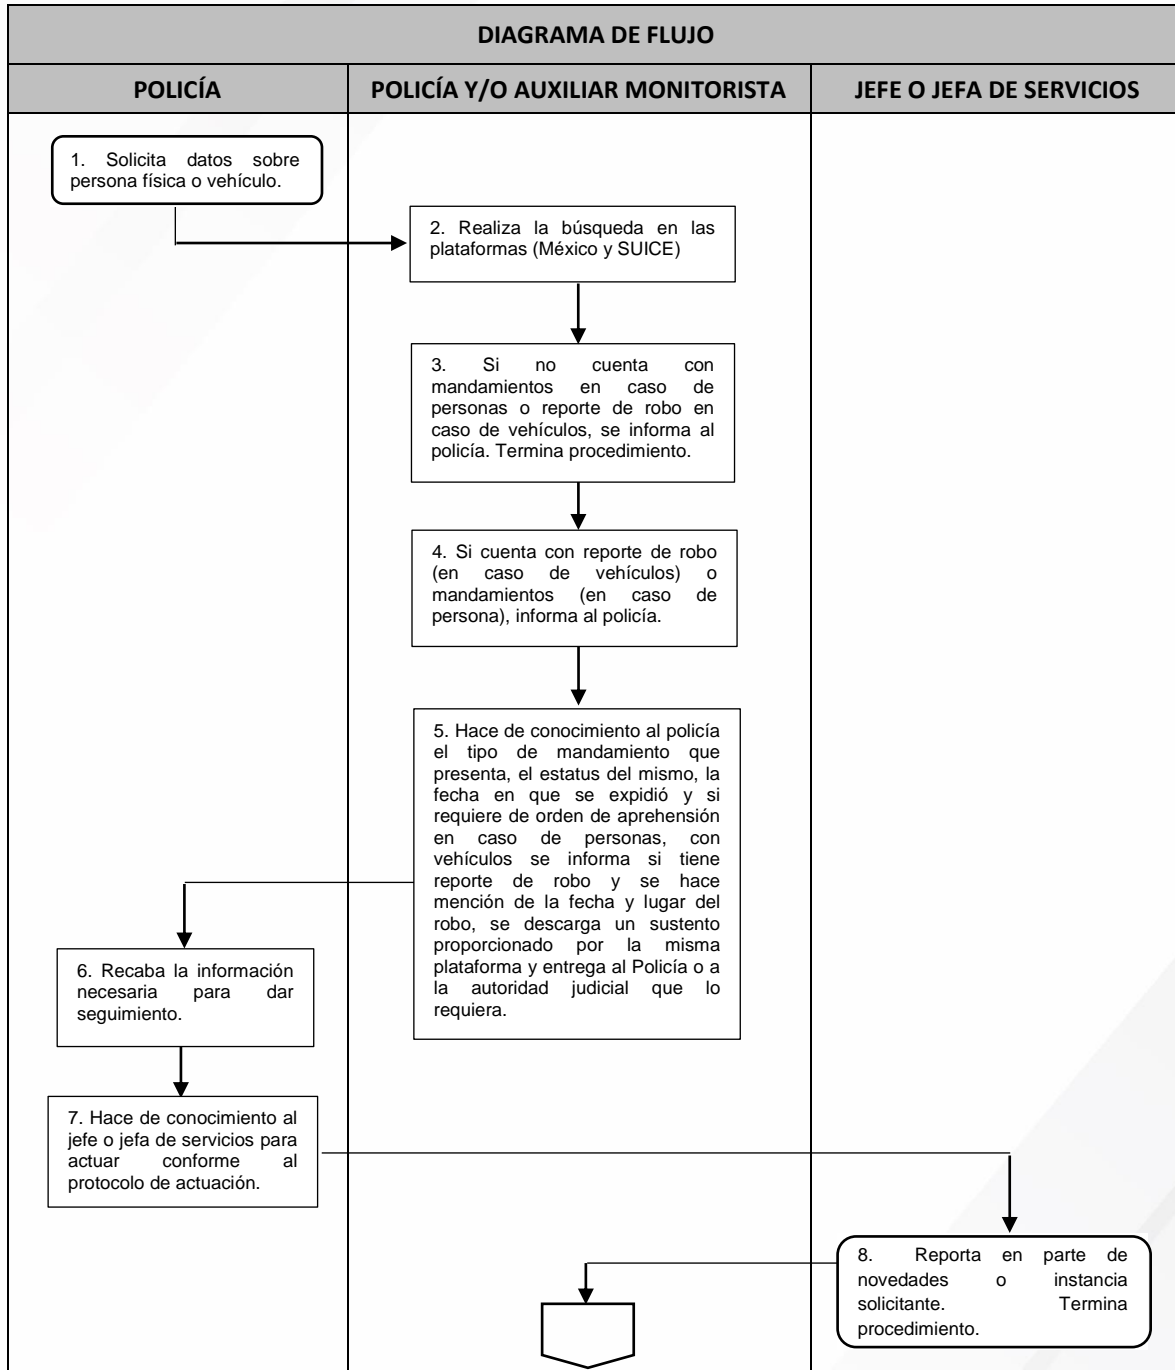 DIAGRAMA DE FLUJO
POLICÍA
POLICÍA Y/O AUXILIAR MONITORISTA
JEFE O JEFA DE SERVICIOS
1. Solicita datos sobre
persona física o vehículo.
2. Realiza la búsqueda en las
plataformas (México y SUICE)
3. Si no cuenta con
mandamientos en caso de
personas o reporte de robo en
caso de vehículos, se informa al
policía. Termina procedimiento.
4. Si cuenta con reporte de robo
(en caso de vehículos) o
mandamientos (en caso de
persona), informa al policía.
5. Hace de conocimiento al policía
el tipo de mandamiento que
presenta, el estatus del mismo, la
fecha en que se expidió y si
requiere de orden de aprehensión
en caso de personas, con
vehículos se informa si tiene
reporte de robo y se hace
mención de la fecha y lugar del
robo, se descarga un sustento
proporcionado por la misma
plataforma y entrega al Policía o a
la autoridad judicial que lo
requiera.
6. Recaba la información
necesaria para dar
seguimiento.
7. Hace de conocimiento al
jefe o jefa de servicios para
actuar conforme al
protocolo de actuación.
8. Reporta en parte de
novedades o instancia
solicitante. Termina
procedimiento.